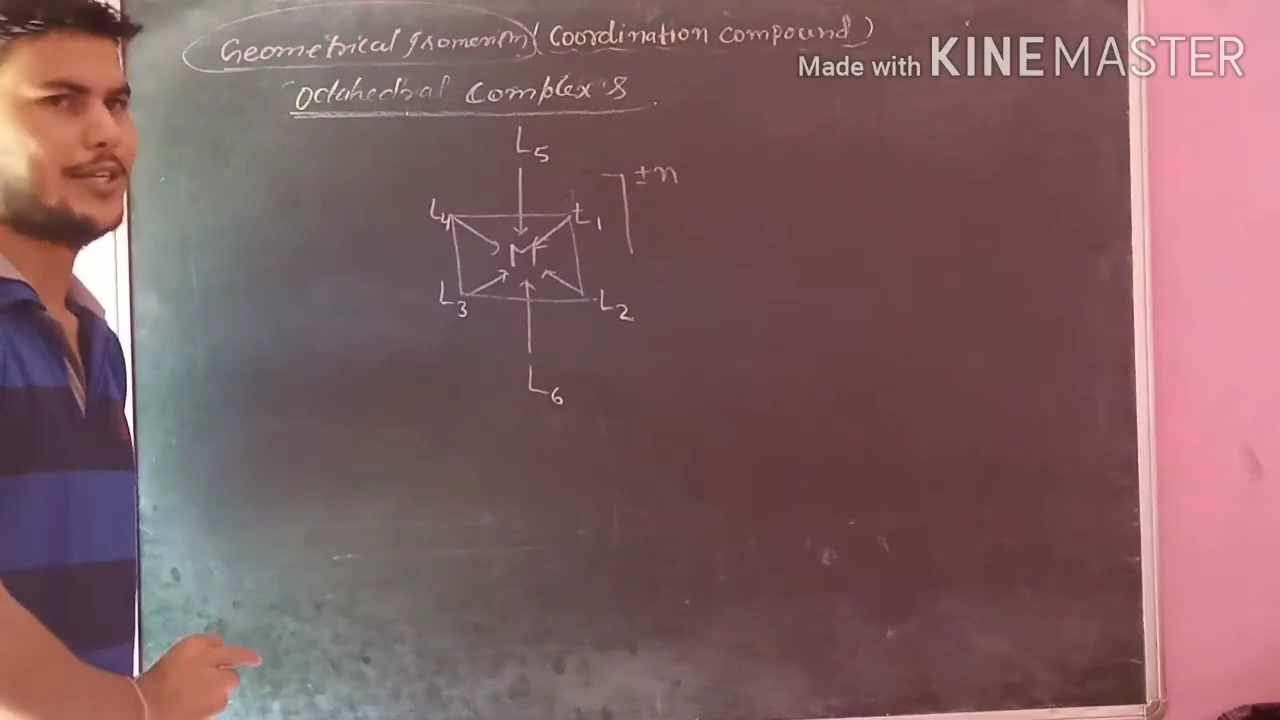 Geometrical isomerism (Coordination compound)
Made with KINEMASTER
Octahedral Complex's
L5
±n
L4 L1
M
L3 L2
L6